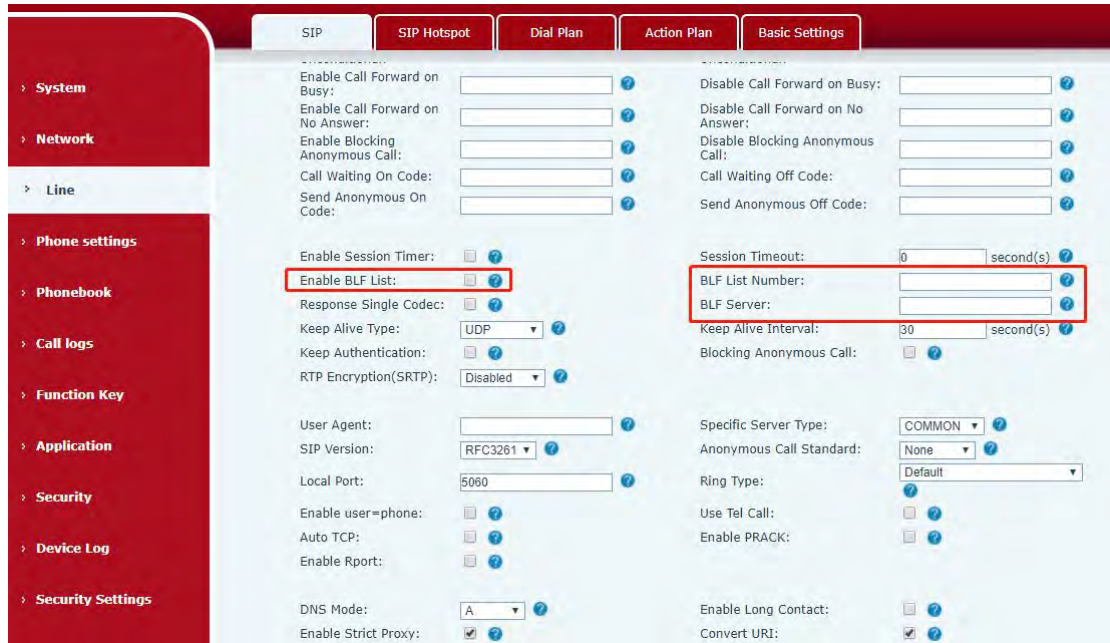 SIP
SIP Hotspot
Dial Plan
Action Plan
Basic Settings
System
Network
Line
Phone settings
Phonebook
Call logs
Function Key
Application
Security
Device Log
Security Settings
Enable Call Forward on Busy:
Disable Call Forward on Busy:
Enable Call Forward on No Answer:
Disable Call Forward on No Answer:
Enable Blocking Anonymous Call:
Disable Blocking Anonymous Call:
Call Waiting On Code:
Call Waiting Off Code:
Send Anonymous On Code:
Send Anonymous Off Code:
Enable Session Timer:
Session Timeout: 0 second(s)
Enable BLF List:
BLF List Number:
Response Single Codec:
BLF Server:
Keep Alive Type: UDP
Keep Alive Interval: 30 second(s)
Keep Authentication:
Blocking Anonymous Call:
RTP Encryption(SRTP): Disabled
User Agent:
Specific Server Type: COMMON
SIP Version: RFC3261
Anonymous Call Standard: None
Local Port: 5060
Ring Type: Default
Enable user=phone:
Use Tel Call:
Auto TCP:
Enable PRACK:
Enable Rport:
DNS Mode: A
Enable Long Contact:
Enable Strict Proxy:
Convert URI: